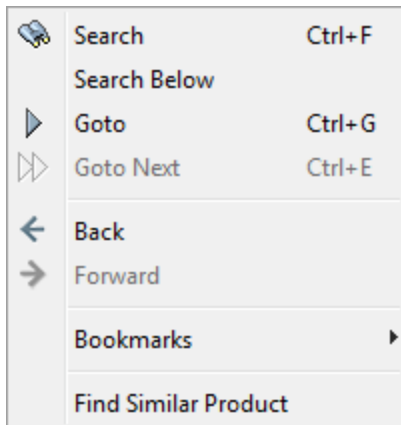 Search Ctrl+F
Search Below
Goto Ctrl+G
Goto Next Ctrl+E
Back
Forward
Bookmarks
Find Similar Product